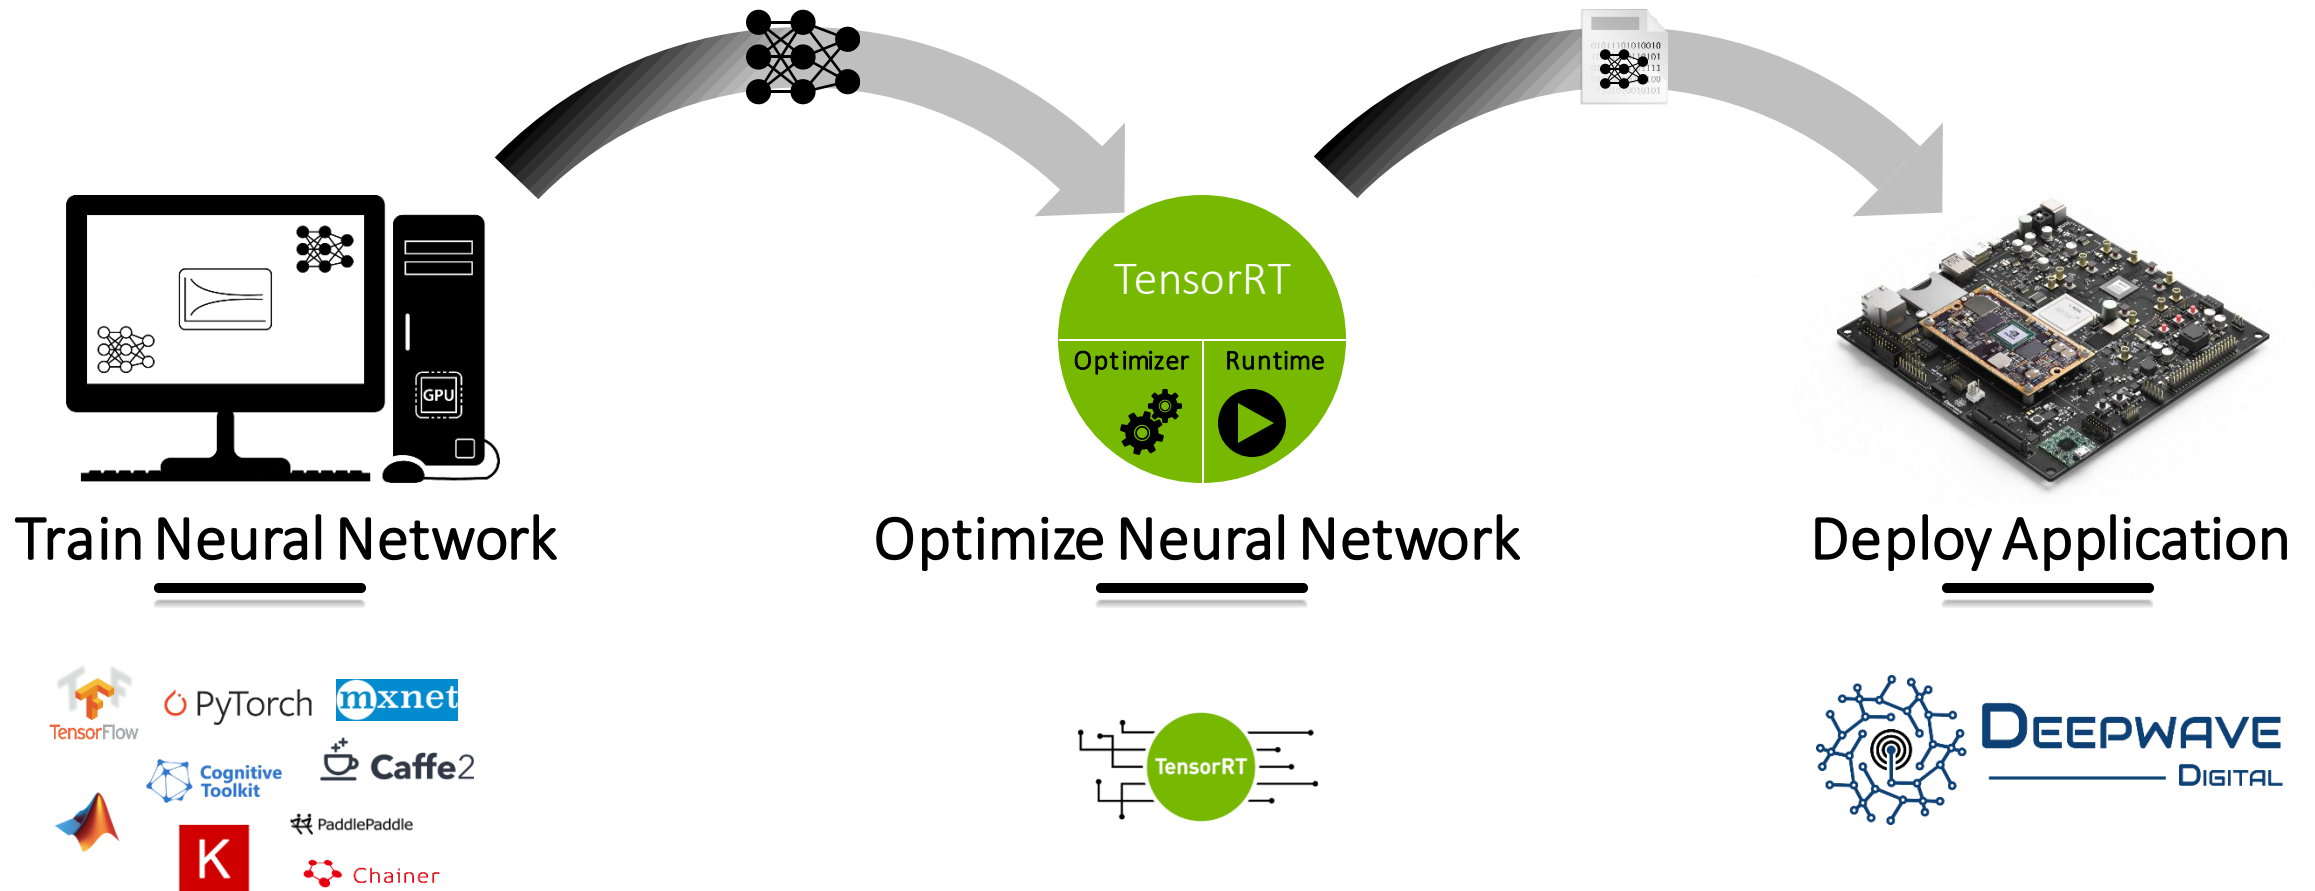 01011101010010
TensorRT
Optimizer
Runtime
GPU
Train Neural Network
Optimize Neural Network
Deploy Application
TensorFlow
PyTorch
mxnet
Cognitive
Toolkit
Caffe2
PaddlePaddle
K
Chainer
TensorRT
DEEPWAVE
DIGITAL